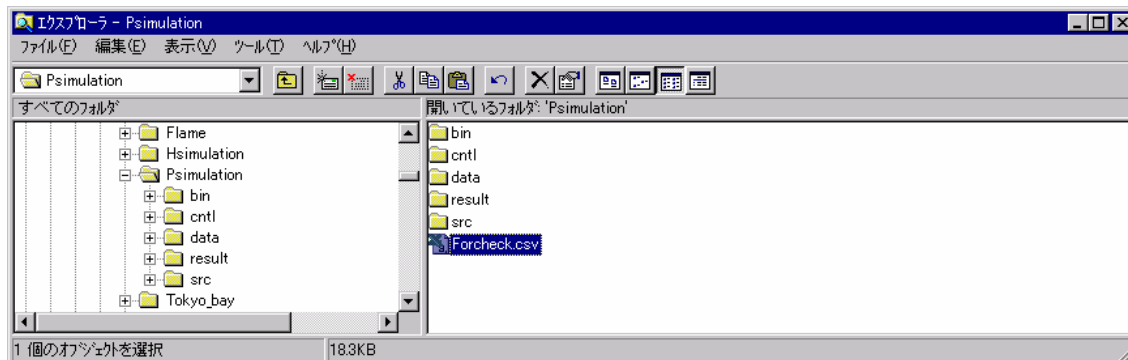 ｴｸｽﾌﾟﾛｰﾗ - Psimulation
ﾌｧｲﾙ(F) 編集(E) 表示(V) ﾂｰﾙ(T) ﾍﾙﾌﾟ(H)
Psimulation
すべてのﾌｫﾙﾀﾞ
開いているﾌｫﾙﾀﾞ: 'Psimulation'
Flame
Hsimulation
Psimulation
bin
cntl
data
result
src
Tokyo_bay
bin
cntl
data
result
src
Forcheck.csv
1 個のｵﾌﾞｼﾞｪｸﾄを選択
18.3KB